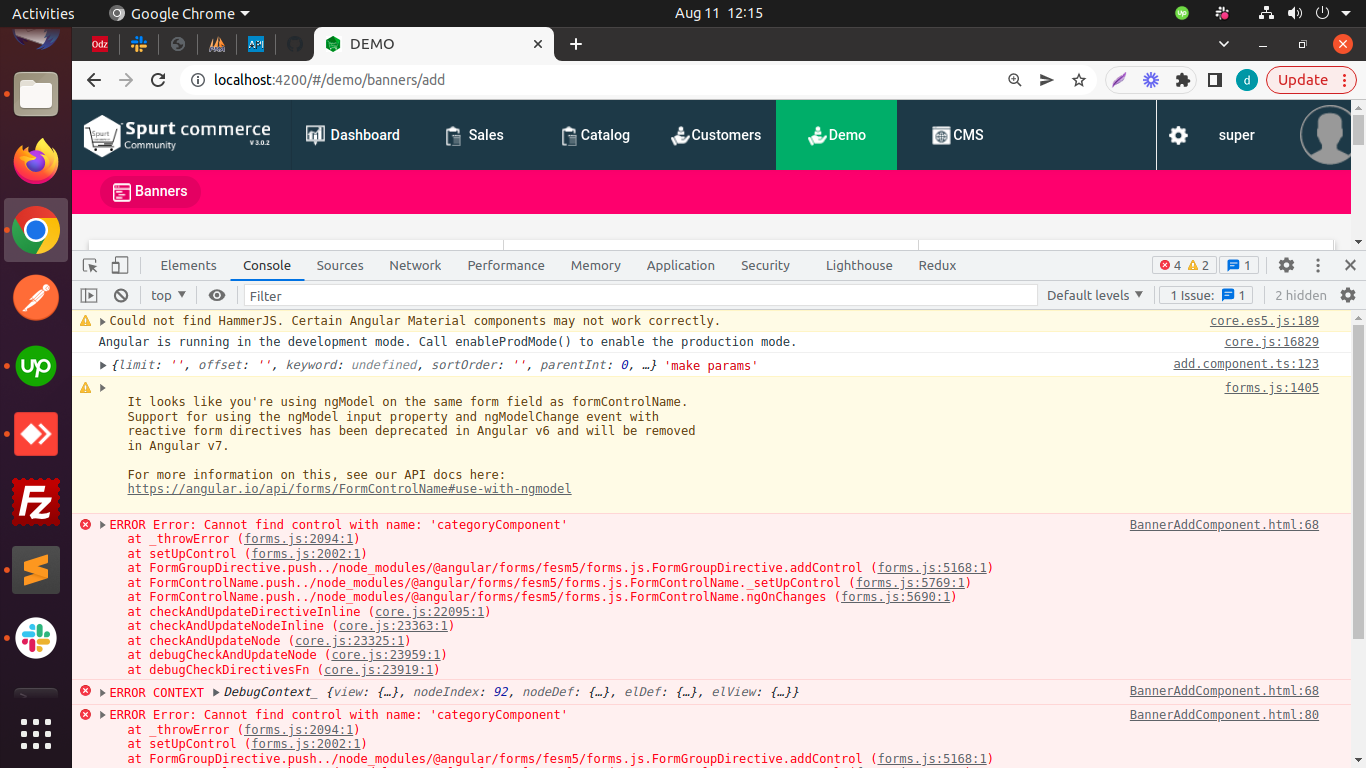 Activities
Google Chrome
Aug 11 12:15
up
Odz
API
DEMO
localhost:4200/#/demo/banners/add
d
Update
Spurt
Spurt commerce
Community
V 3.0.2
Dashboard
Sales
Catalog
Customers
Demo
CMS
super
Banners
Elements
Console
Sources
Network
Performance
Memory
Application
Security
Lighthouse
Redux
4
2
1
top
Filter
Default levels
1 Issue:
1
2 hidden
Could not find HammerJS. Certain Angular Material components may not work correctly.
core.es5.js:189
Angular is running in the development mode. Call enableProdMode() to enable the production mode.
core.js:16829
{limit: '', offset: '', keyword: undefined, sortOrder: '', parentInt: 0, …} 'make params'
add.component.ts:123
forms.js:1405
It looks like you're using ngModel on the same form field as formControlName.
Support for using the ngModel input property and ngModelChange event with
reactive form directives has been deprecated in Angular v6 and will be removed
in Angular v7.
For more information on this, see our API docs here:
https://angular.io/api/forms/FormControlName#use-with-ngmodel
ERROR Error: Cannot find control with name: 'categoryComponent'
BannerAddComponent.html:68
at _throwError (forms.js:2094:1)
at setUpControl (forms.js:2002:1)
at FormGroupDirective.push../node_modules/@angular/forms/fesm5/forms.js.FormGroupDirective.addControl (forms.js:5168:1)
at FormControlName.push../node_modules/@angular/forms/fesm5/forms.js.FormControlName._setUpControl (forms.js:5769:1)
at FormControlName.push../node_modules/@angular/forms/fesm5/forms.js.FormControlName.ngOnChanges (forms.js:5690:1)
at checkAndUpdateDirectiveInline (core.js:22095:1)
at checkAndUpdateNodeInline (core.js:23363:1)
at checkAndUpdateNode (core.js:23325:1)
at debugCheckAndUpdateNode (core.js:23959:1)
at debugCheckDirectivesFn (core.js:23919:1)
ERROR CONTEXT DebugContext_ {view: {…}, nodeIndex: 92, nodeDef: {…}, elDef: {…}, elView: {…}}
BannerAddComponent.html:68
ERROR Error: Cannot find control with name: 'categoryComponent'
BannerAddComponent.html:80
at _throwError (forms.js:2094:1)
at setUpControl (forms.js:2002:1)
at FormGroupDirective.push../node_modules/@angular/forms/fesm5/forms.js.FormGroupDirective.addControl (forms.js:5168:1)
up
Fz
S